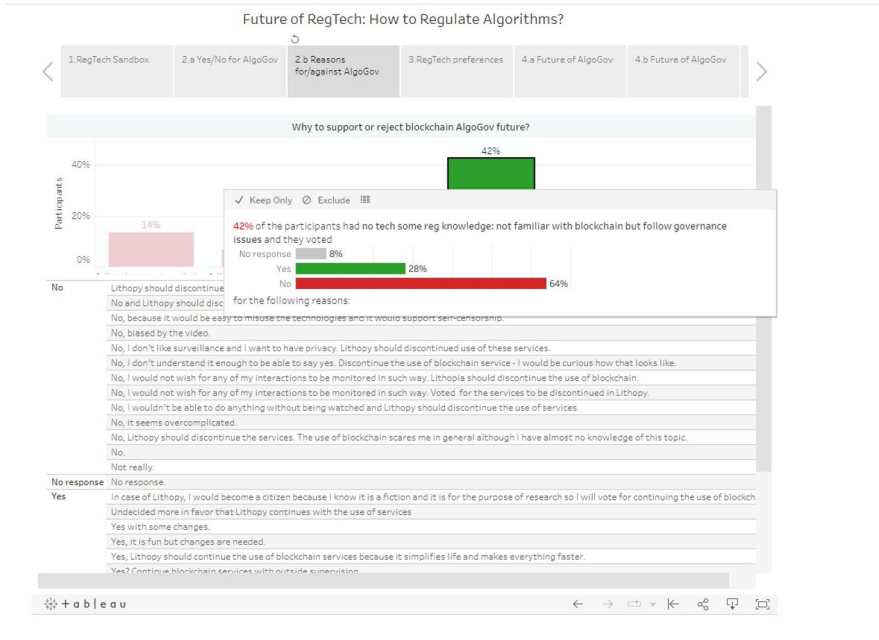 Future of RegTech: How to Regulate Algorithms?
1.RegTech Sandbox
2.a Yes/No for AlgoGov
2.b Reasons
for/against AlgoGov
3.RegTech preferences
4.a Future of AlgoGov
4.b Future of AlgoGov
Why to support or reject blockchain AlgoGov future?
42%
40%
Participants
20%
14%
0%
Keep Only
Exclude
42% of the participants had no tech some reg knowledge: not familiar with blockchain but follow governance
issues and they voted
No response 8%
Yes 28%
No 64%
for the following reasons:
No
Lithopy should discontinue
No and Lithopy should disc
No, because it would be easy to misuse the technologies and it would support self-censorship.
No, biased by the video.
No, I don't like surveillance and I want to have privacy. Lithopy should discontinued use of these services.
No, I don't understand it enough to be able to say yes. Discontinue the use of blockchain service - I would be curious how that looks like.
No, I would not wish for any of my interactions to be monitored in such way. Lithopia should discontinue the use of blockchain.
No, I would not wish for any of my interactions to be monitored in such way. Voted for the services to be discontinued in Lithopy.
No, I wouldn't be able to do anything without being watched and Lithopy should discontinue the use of services.
No, it seems overcomplicated.
No, Lithopy should discontinue the services. The use of blockchain scares me in general although I have almost no knowledge of this topic.
No.
Not really.
No response No response.
Yes
In case of Lithopy, I would become a citizen because I know it is a fiction and it is for the purpose of research so I will vote for continuing the use of blockch
Undecided more in favor that Lithopy continues with the use of services
Yes with some changes.
Yes, it is fun but changes are needed.
Yes, Lithopy should continue the use of blockchain services because it simplifies life and makes everything faster.
Yes? Continue blockchain services with outside supervision
+ a b | e a u